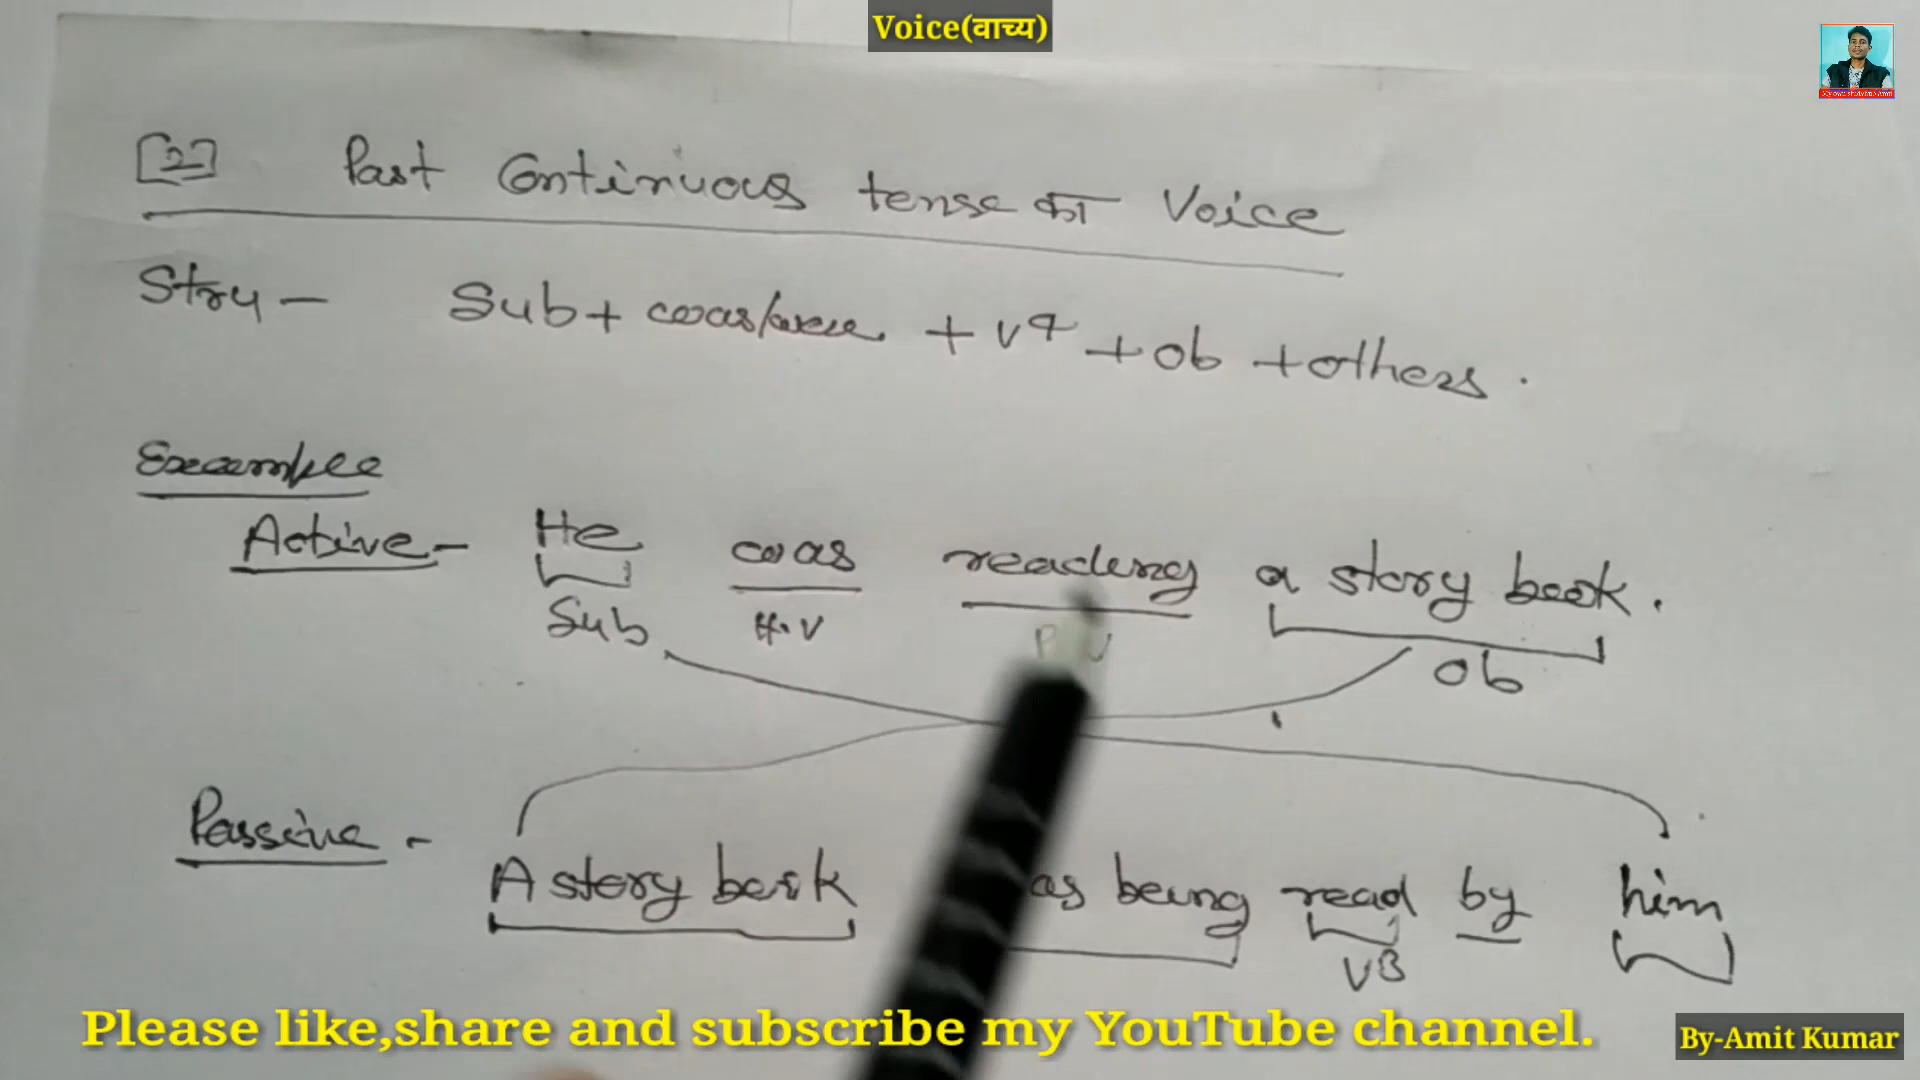 Voice(वाच्य)
[2] Past Continuous tense का Voice
Stru - Sub + was/were + v4 + ob + others.
Example
Active - He was reading a story book.
Sub H.V ob
Passive - A story book being read by him
V3
Please like,share and subscribe my YouTube channel.
By-Amit Kumar